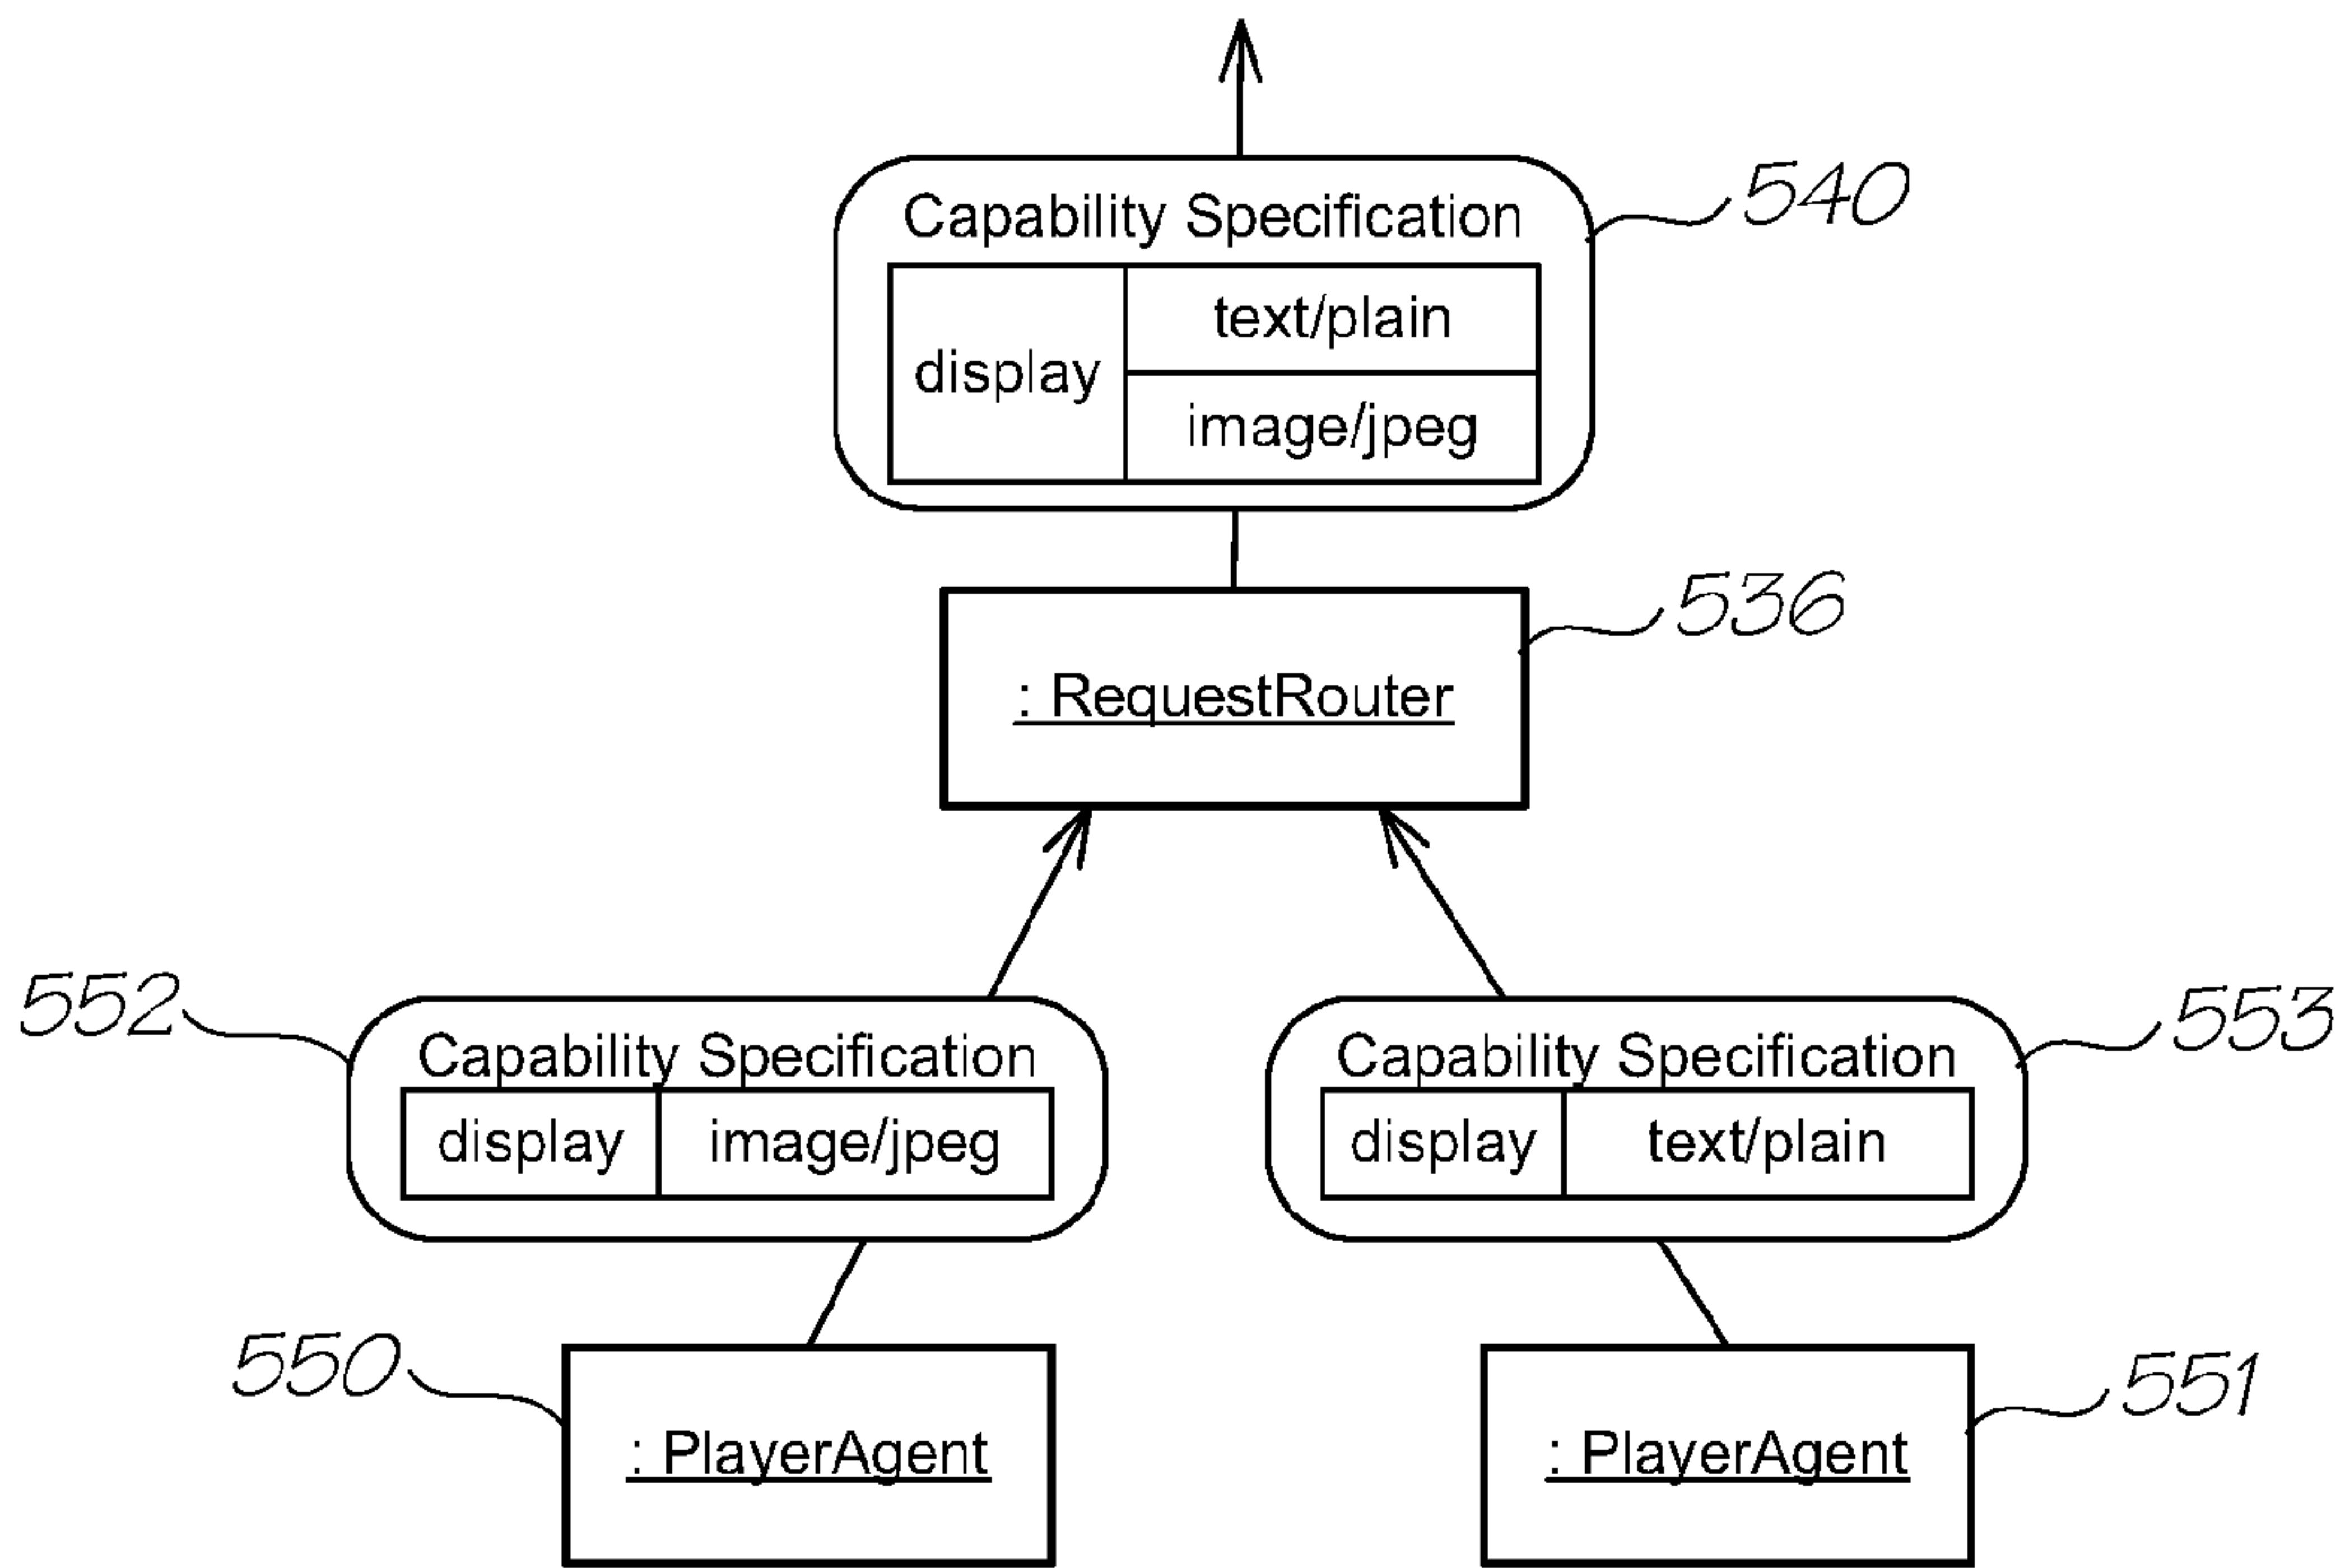 Capability Specification
540
text/plain
display
image/jpeg
536
: RequestRouter
552
Capability Specification
display image/jpeg
553
Capability Specification
display text/plain
550
: PlayerAgent
551
: PlayerAgent